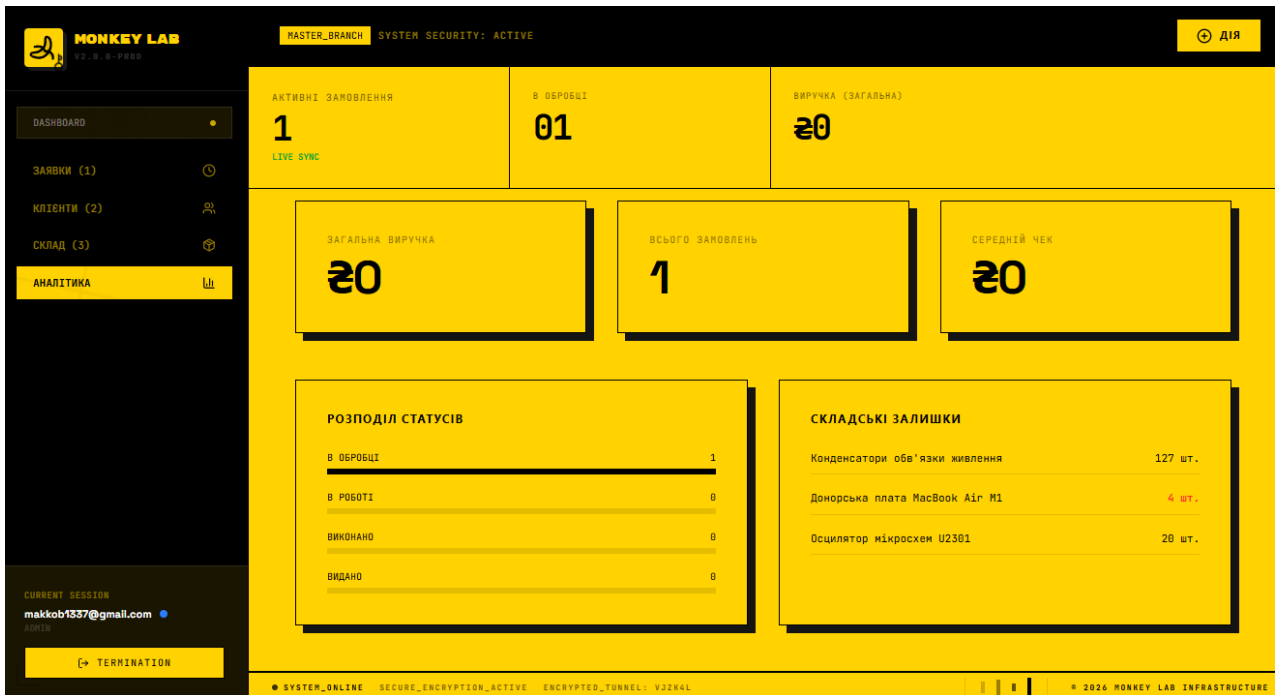 MONKEY LAB
V2.0.0-PROD
MASTER_BRANCH SYSTEM SECURITY: ACTIVE
ДІЯ
DASHBOARD
ЗАЯВКИ (1)
КЛІЄНТИ (2)
СКЛАД (3)
АНАЛІТИКА
АКТИВНІ ЗАМОВЛЕННЯ
1
LIVE SYNC
В ОБРОБЦІ
01
ВИРУЧКА (ЗАГАЛЬНА)
₴0
ЗАГАЛЬНА ВИРУЧКА
₴0
ВСЬОГО ЗАМОВЛЕНЬ
1
СЕРЕДНІЙ ЧЕК
₴0
РОЗПОДІЛ СТАТУСІВ
В ОБРОБЦІ 1
В РОБОТІ 0
ВИКОНАНО 0
ВИДАНО 0
СКЛАДСЬКІ ЗАЛИШКИ
Конденсатори обв'язки живлення 127 шт.
Донорська плата MacBook Air M1 4 шт.
Осцилятор мікросхем U2301 20 шт.
CURRENT SESSION
makkob1337@gmail.com
ADMIN
TERMINATION
SYSTEM_ONLINE SECURE_ENCRYPTION_ACTIVE ENCRYPTED_TUNNEL: VJZK4L
© 2026 MONKEY LAB INFRASTRUCTURE